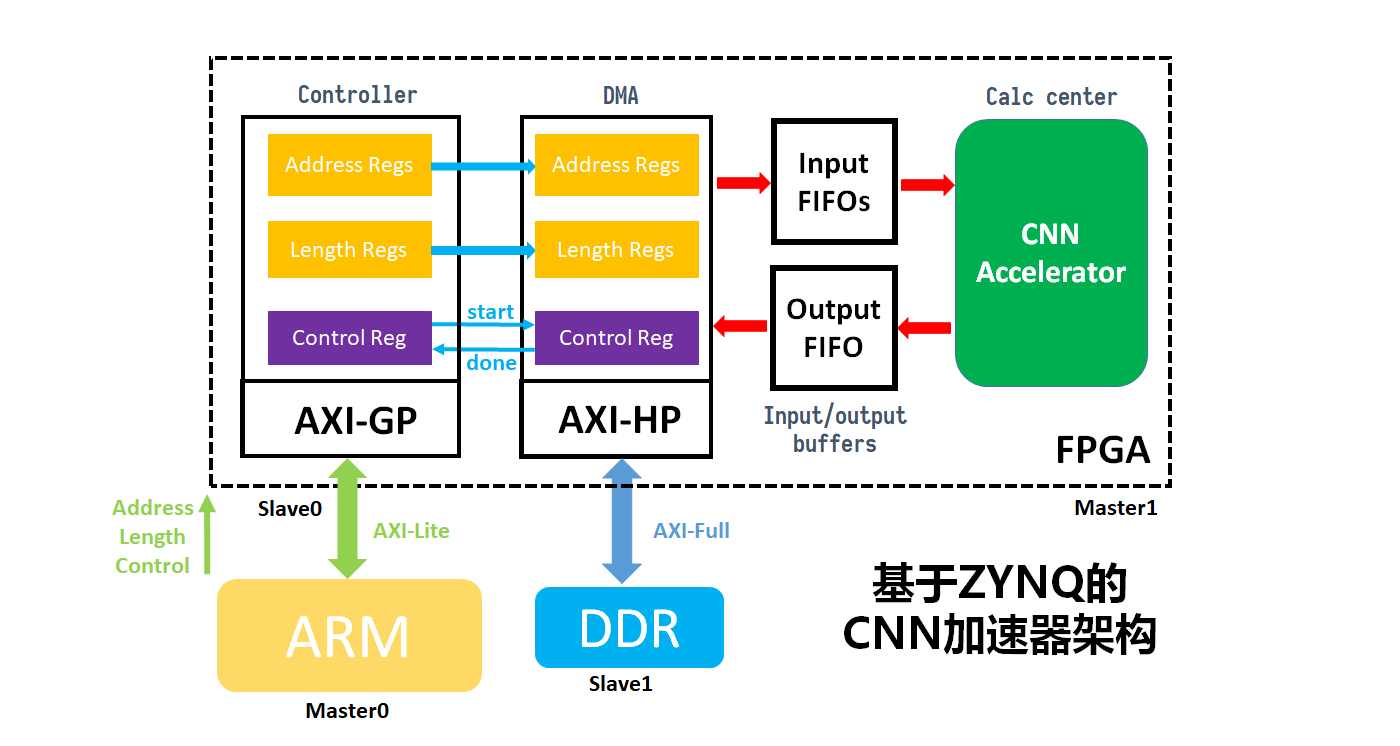 Controller
DMA
Calc center
Address Regs
Address Regs
Input
FIFOs
Length Regs
Length Regs
CNN
Accelerator
start
Control Reg
Control Reg
done
Output
FIFO
AXI-GP
AXI-HP
Input/output
buffers
FPGA
Slave0
Master1
Address
Length
Control
AXI-Lite
AXI-Full
ARM
Master0
DDR
Slave1
基于ZYNQ的
CNN加速器架构